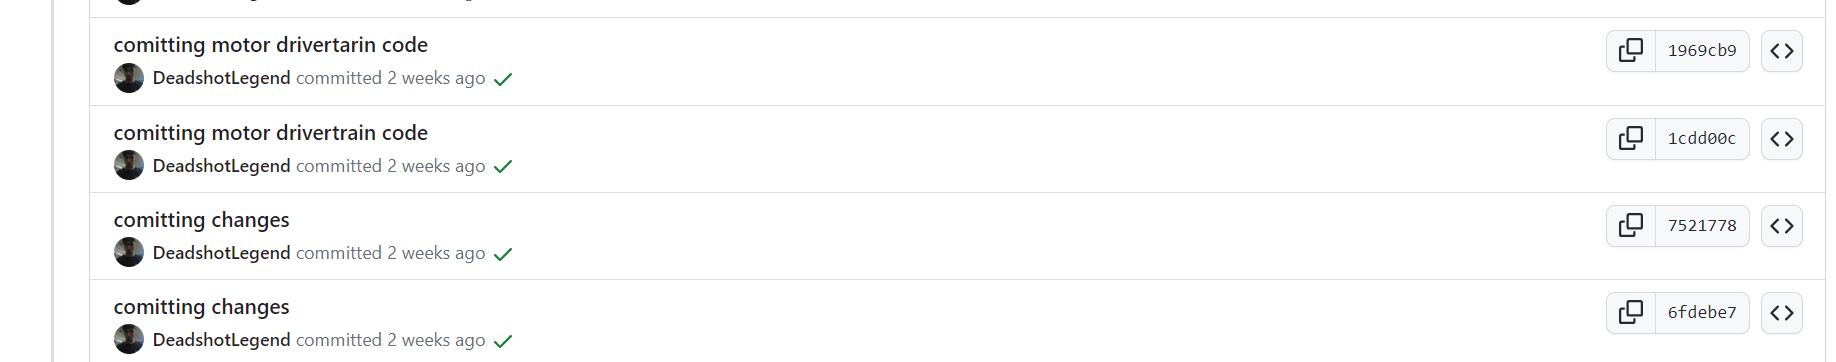 comitting motor drivertarin code
1969cb9
DeadshotLegend committed 2 weeks ago
comitting motor drivertrain code
1cdd00c
DeadshotLegend committed 2 weeks ago
comitting changes
7521778
DeadshotLegend committed 2 weeks ago
comitting changes
6fdebe7
DeadshotLegend committed 2 weeks ago